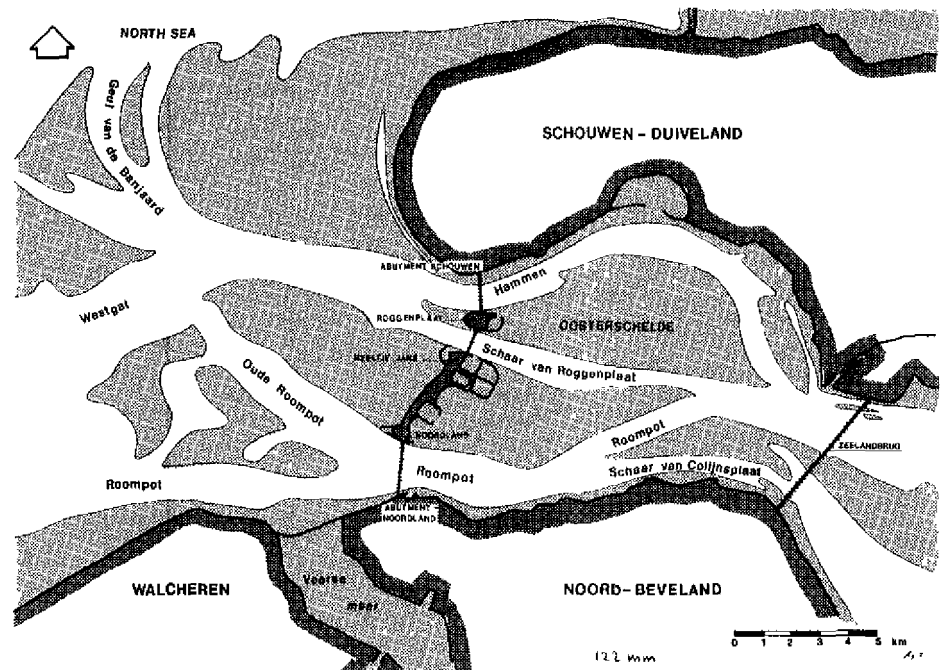 NORTH SEA
Geul van de Banjaard
SCHOUWEN - DUIVELAND
ABUTMENT SCHOUWEN
Hammen
Westgat
ROGGENPLAAT
OOSTERSCHELDE
Schaar van Roggenplaat
Oude Roompot
NOORDLAND
Roompot
ZEELANDBRUG
Roompot
Schaar van Colijnsplaat
Roompot
ABUTMENT
NOORDLAND
WALCHEREN
Veerse
meer
NOORD-BEVELAND
0 1 2 3 4 5 km
122 mm